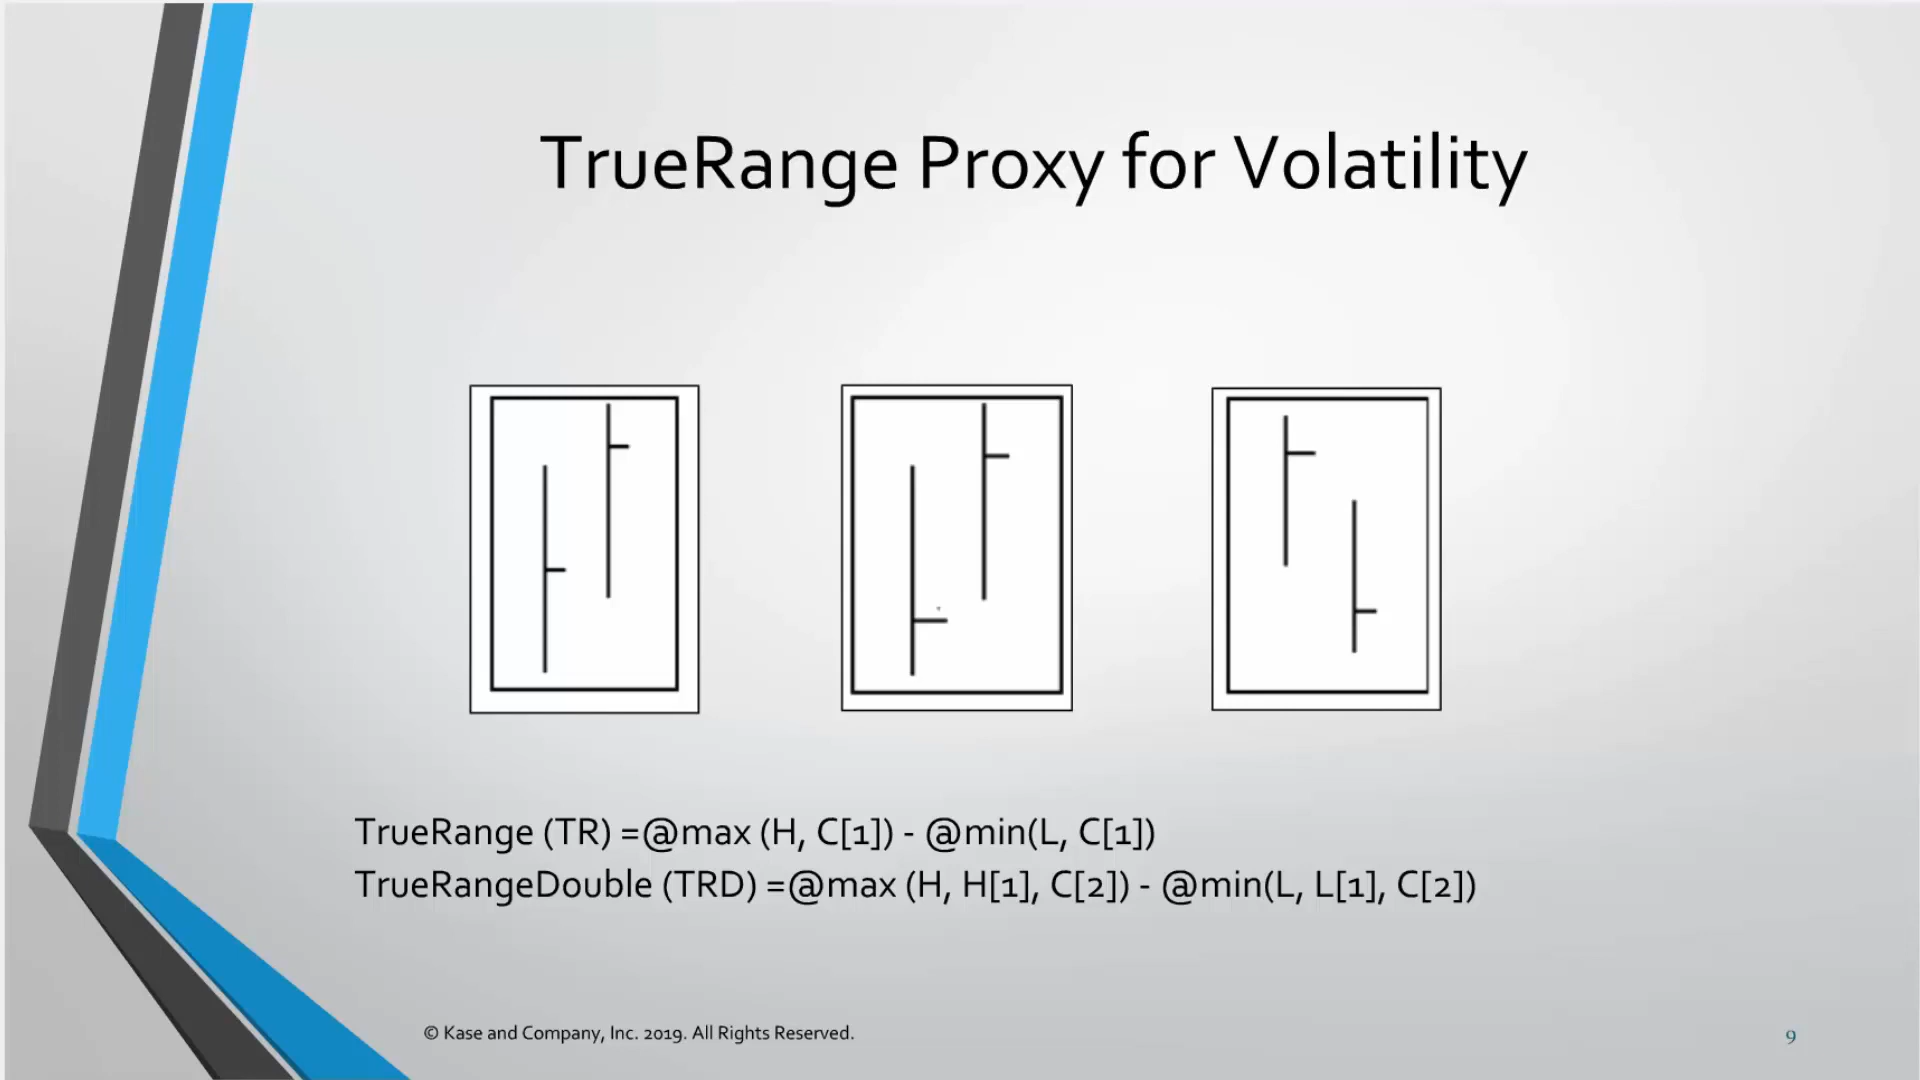 TrueRange Proxy for Volatility
TrueRange (TR) =@max (H, C[1]) - @min(L, C[1])
TrueRangeDouble (TRD) =@max (H, H[1], C[2]) - @min(L, L[1], C[2])
© Kase and Company, Inc. 2019. All Rights Reserved.
9